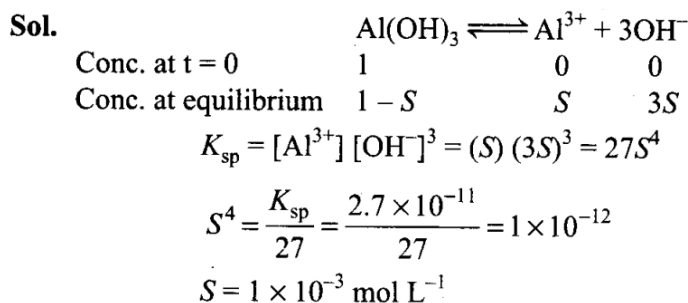 Sol. Al(OH)₃ ⇌ Al³⁺ + 3OH⁻
Conc. at t = 0 1 0 0
Conc. at equilibrium 1 – S S 3S
K_sp = [Al³⁺] [OH⁻]³ = (S) (3S)³ = 27S⁴
S⁴ = K_sp/27 = 2.7 × 10⁻¹¹/27 = 1 × 10⁻¹²
S = 1 × 10⁻³ mol L⁻¹